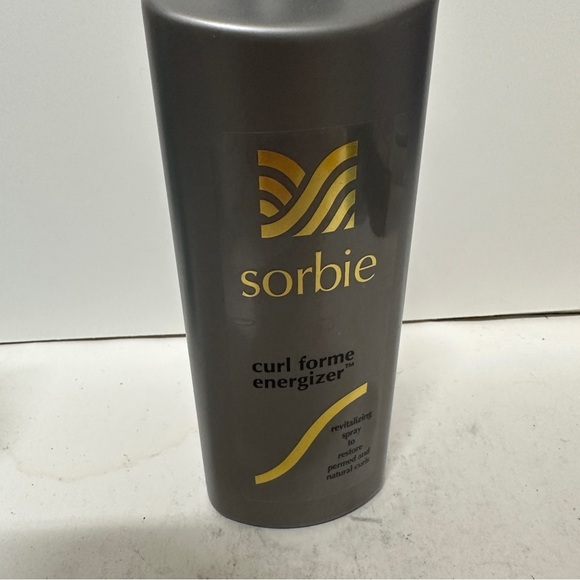 sorbie
curl forme
energizer™
revitalizing
spray
to
restore
permed and
natural curls